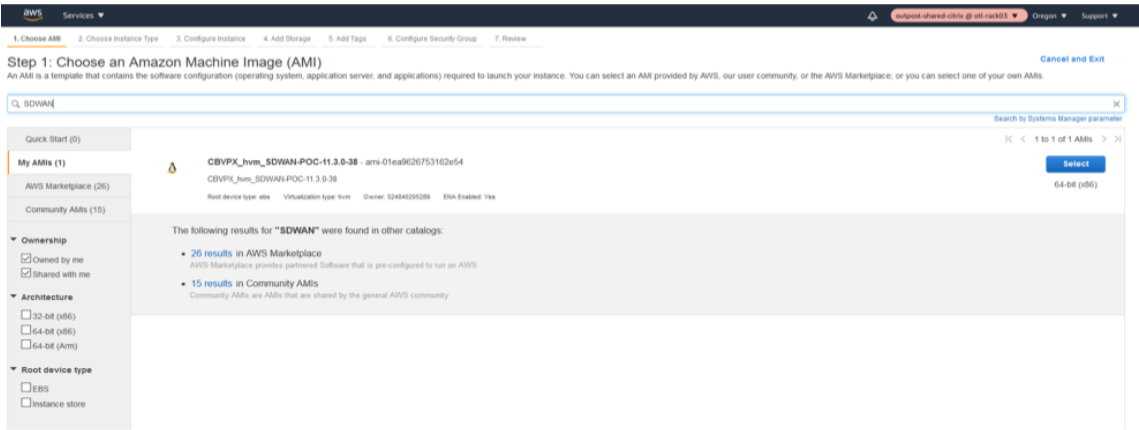 aws Services outpost-shared-citrix @ otl-rack03 Oregon Support
1. Choose AMI 2. Choose Instance Type 3. Configure Instance 4. Add Storage 5. Add Tags 6. Configure Security Group 7. Review
Step 1: Choose an Amazon Machine Image (AMI)
Cancel and Exit
An AMI is a template that contains the software configuration (operating system, application server, and applications) required to launch your instance. You can select an AMI provided by AWS, our user community, or the AWS Marketplace; or you can select one of your own AMIs.
SDWAN
Search by Systems Manager parameter
Quick Start (0)
My AMIs (1)
AWS Marketplace (26)
Community AMIs (15)
Ownership
Owned by me
Shared with me
Architecture
32-bit (x86)
64-bit (x86)
64-bit (Arm)
Root device type
EBS
Instance store
1 to 1 of 1 AMIs
CBVPX_hvm_SDWAN-POC-11.3.0-38 - ami-01ea9626753162e54
CBVPX_hvm_SDWAN-POC-11.3.0-38
Root device type: ebs Virtualization type: hvm Owner: 524840205289 ENA Enabled: Yes
Select
64-bit (x86)
The following results for "SDWAN" were found in other catalogs:
• 26 results in AWS Marketplace
AWS Marketplace provides partnered Software that is pre-configured to run on AWS
• 15 results in Community AMIs
Community AMIs are AMIs that are shared by the general AWS community